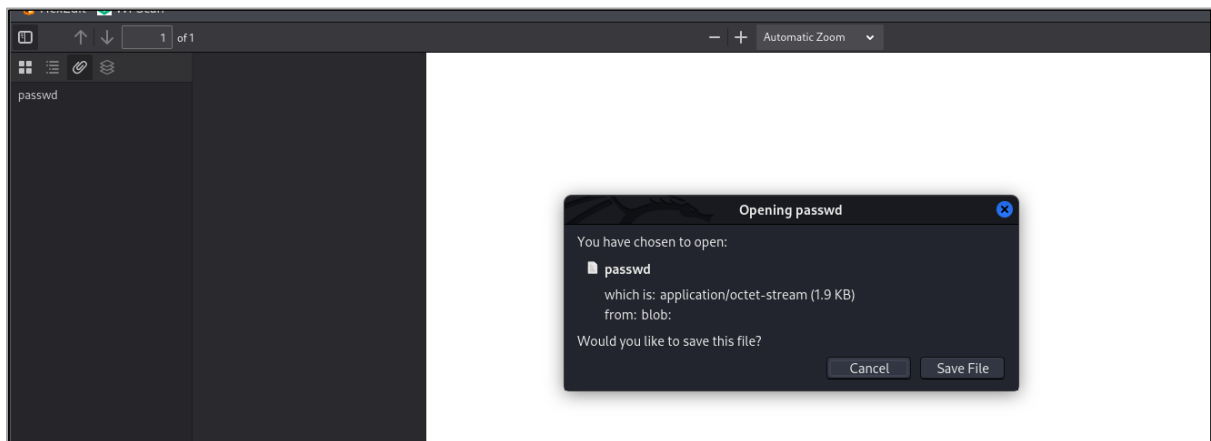 1 of 1
Automatic Zoom
passwd
Opening passwd
You have chosen to open:
passwd
which is: application/octet-stream (1.9 KB)
from: blob:
Would you like to save this file?
Cancel Save File